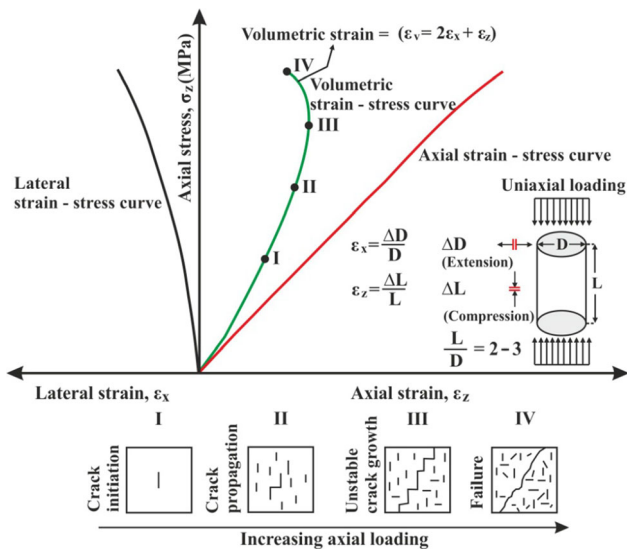 Axial stress, σz(MPa)
Volumetric strain = (εv = 2εx + εz)
IV
Volumetric
strain - stress curve
III
Axial strain - stress curve
Lateral
strain - stress curve
II
I
Uniaxial loading
εx = ΔD/D
ΔD
(Extension)
D
εz = ΔL/L
ΔL
(Compression)
L
L/D = 2 - 3
Lateral strain, εx
Axial strain, εz
I
II
III
IV
Crack
initiation
Crack
propagation
Unstable
crack growth
Failure
Increasing axial loading